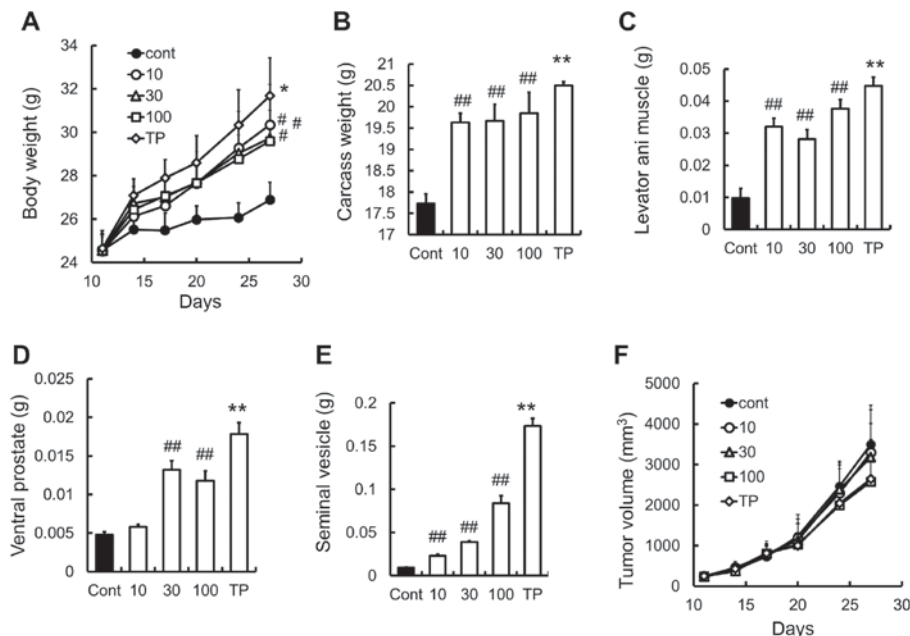 A
Body weight (g)
34
32
30
28
26
24
10 15 20 25 30
Days
cont
10
30
100
TP
*
# #
#
B
Carcass weight (g)
21
20.5
20
19.5
19
18.5
18
17.5
17
## ## ## **
Cont 10 30 100 TP
C
Levator ani muscle (g)
0.05
0.04
0.03
0.02
0.01
0.00
## ## ## **
Cont 10 30 100 TP
D
Ventral prostate (g)
0.025
0.02
0.015
0.01
0.005
0
## ## **
Cont 10 30 100 TP
E
Seminal vesicle (g)
0.2
0.15
0.1
0.05
0
## ## ## **
Cont 10 30 100 TP
F
Tumor volume (mm³)
5000
4000
3000
2000
1000
0
10 15 20 25 30
Days
cont
10
30
100
TP